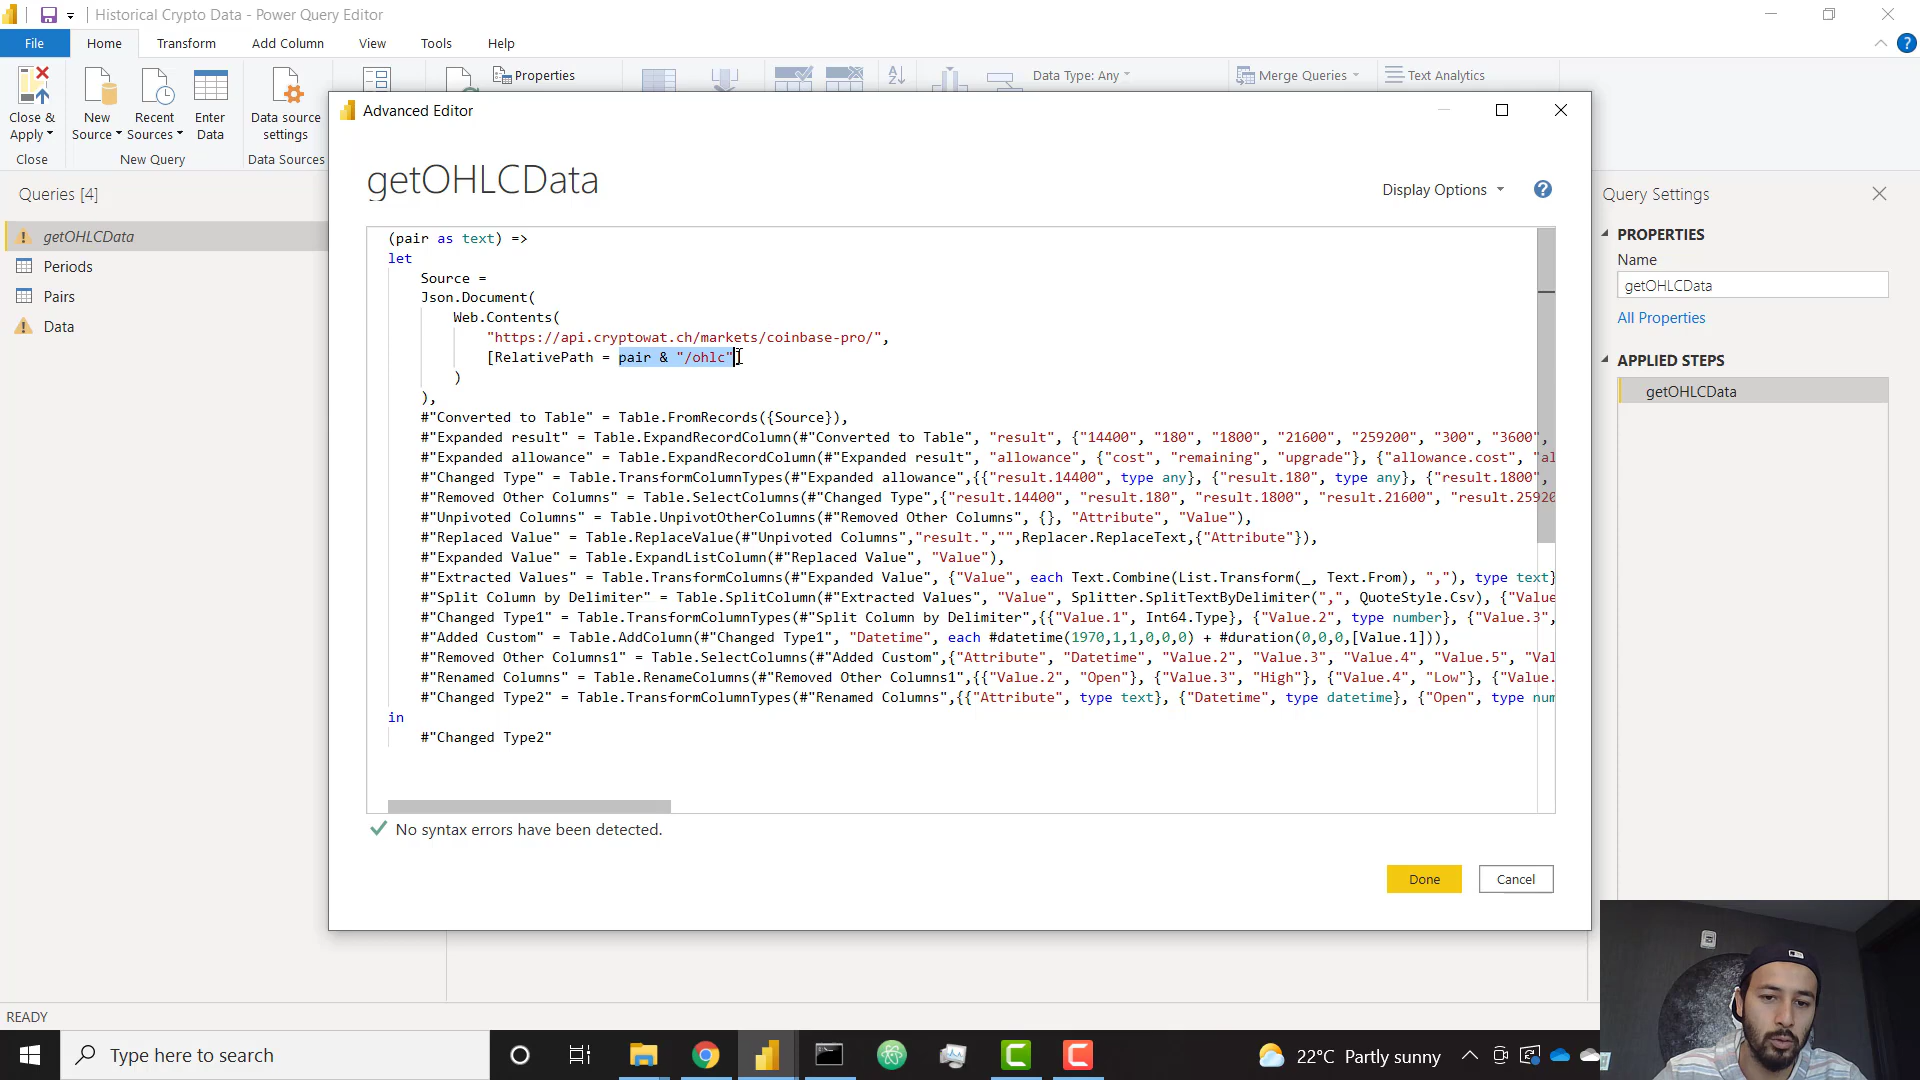 Historical Crypto Data - Power Query Editor
File
Home
Transform
Add Column
View
Tools
Help
Close &
Apply
New
Source
Recent
Sources
Enter
Data
Data source
settings
Properties
Data Type: Any
Merge Queries
Text Analytics
Close
New Query
Data Sources
Queries [4]
getOHLCData
Periods
Pairs
Data
Advanced Editor
getOHLCData
Display Options
(pair as text) =>
let
Source =
Json.Document(
Web.Contents(
"https://api.cryptowat.ch/markets/coinbase-pro/",
[RelativePath = pair & "/ohlc"]
)
),
#"Converted to Table" = Table.FromRecords({Source}),
#"Expanded result" = Table.ExpandRecordColumn(#"Converted to Table", "result", {"14400", "180", "1800", "21600", "259200", "300", "3600",
#"Expanded allowance" = Table.ExpandRecordColumn(#"Expanded result", "allowance", {"cost", "remaining", "upgrade"}, {"allowance.cost", "al
#"Changed Type" = Table.TransformColumnTypes(#"Expanded allowance",{{"result.14400", type any}, {"result.180", type any}, {"result.1800",
#"Removed Other Columns" = Table.SelectColumns(#"Changed Type",{"result.14400", "result.180", "result.1800", "result.21600", "result.25920
#"Unpivoted Columns" = Table.UnpivotOtherColumns(#"Removed Other Columns", {}, "Attribute", "Value"),
#"Replaced Value" = Table.ReplaceValue(#"Unpivoted Columns","result.","",Replacer.ReplaceText,{"Attribute"}),
#"Expanded Value" = Table.ExpandListColumn(#"Replaced Value", "Value"),
#"Extracted Values" = Table.TransformColumns(#"Expanded Value", {"Value", each Text.Combine(List.Transform(_, Text.From), ","), type text}
#"Split Column by Delimiter" = Table.SplitColumn(#"Extracted Values", "Value", Splitter.SplitTextByDelimiter(",", QuoteStyle.Csv), {"Value
#"Changed Type1" = Table.TransformColumnTypes(#"Split Column by Delimiter",{{"Value.1", Int64.Type}, {"Value.2", type number}, {"Value.3",
#"Added Custom" = Table.AddColumn(#"Changed Type1", "Datetime", each #datetime(1970,1,1,0,0,0) + #duration(0,0,0,[Value.1])),
#"Removed Other Columns1" = Table.SelectColumns(#"Added Custom",{"Attribute", "Datetime", "Value.2", "Value.3", "Value.4", "Value.5", "Val
#"Renamed Columns" = Table.RenameColumns(#"Removed Other Columns1",{{"Value.2", "Open"}, {"Value.3", "High"}, {"Value.4", "Low"}, {"Value.
#"Changed Type2" = Table.TransformColumnTypes(#"Renamed Columns",{{"Attribute", type text}, {"Datetime", type datetime}, {"Open", type num
in
#"Changed Type2"
No syntax errors have been detected.
Done
Cancel
Query Settings
PROPERTIES
Name
getOHLCData
All Properties
APPLIED STEPS
getOHLCData
READY
Type here to search
22°C Partly sunny